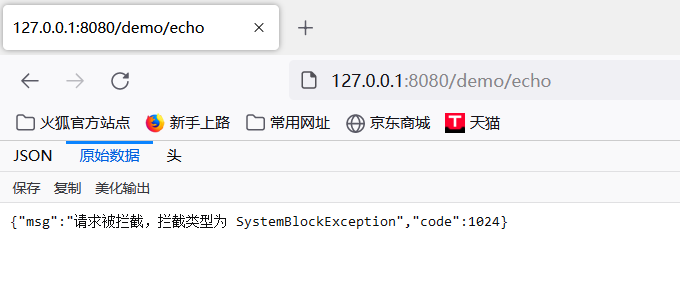 127.0.0.1:8080/demo/echo
127.0.0.1:8080/demo/echo
火狐官方站点 新手上路 常用网址 京东商城 T 天猫
JSON 原始数据 头
保存 复制 美化输出
{"msg":"请求被拦截，拦截类型为 SystemBlockException","code":1024}